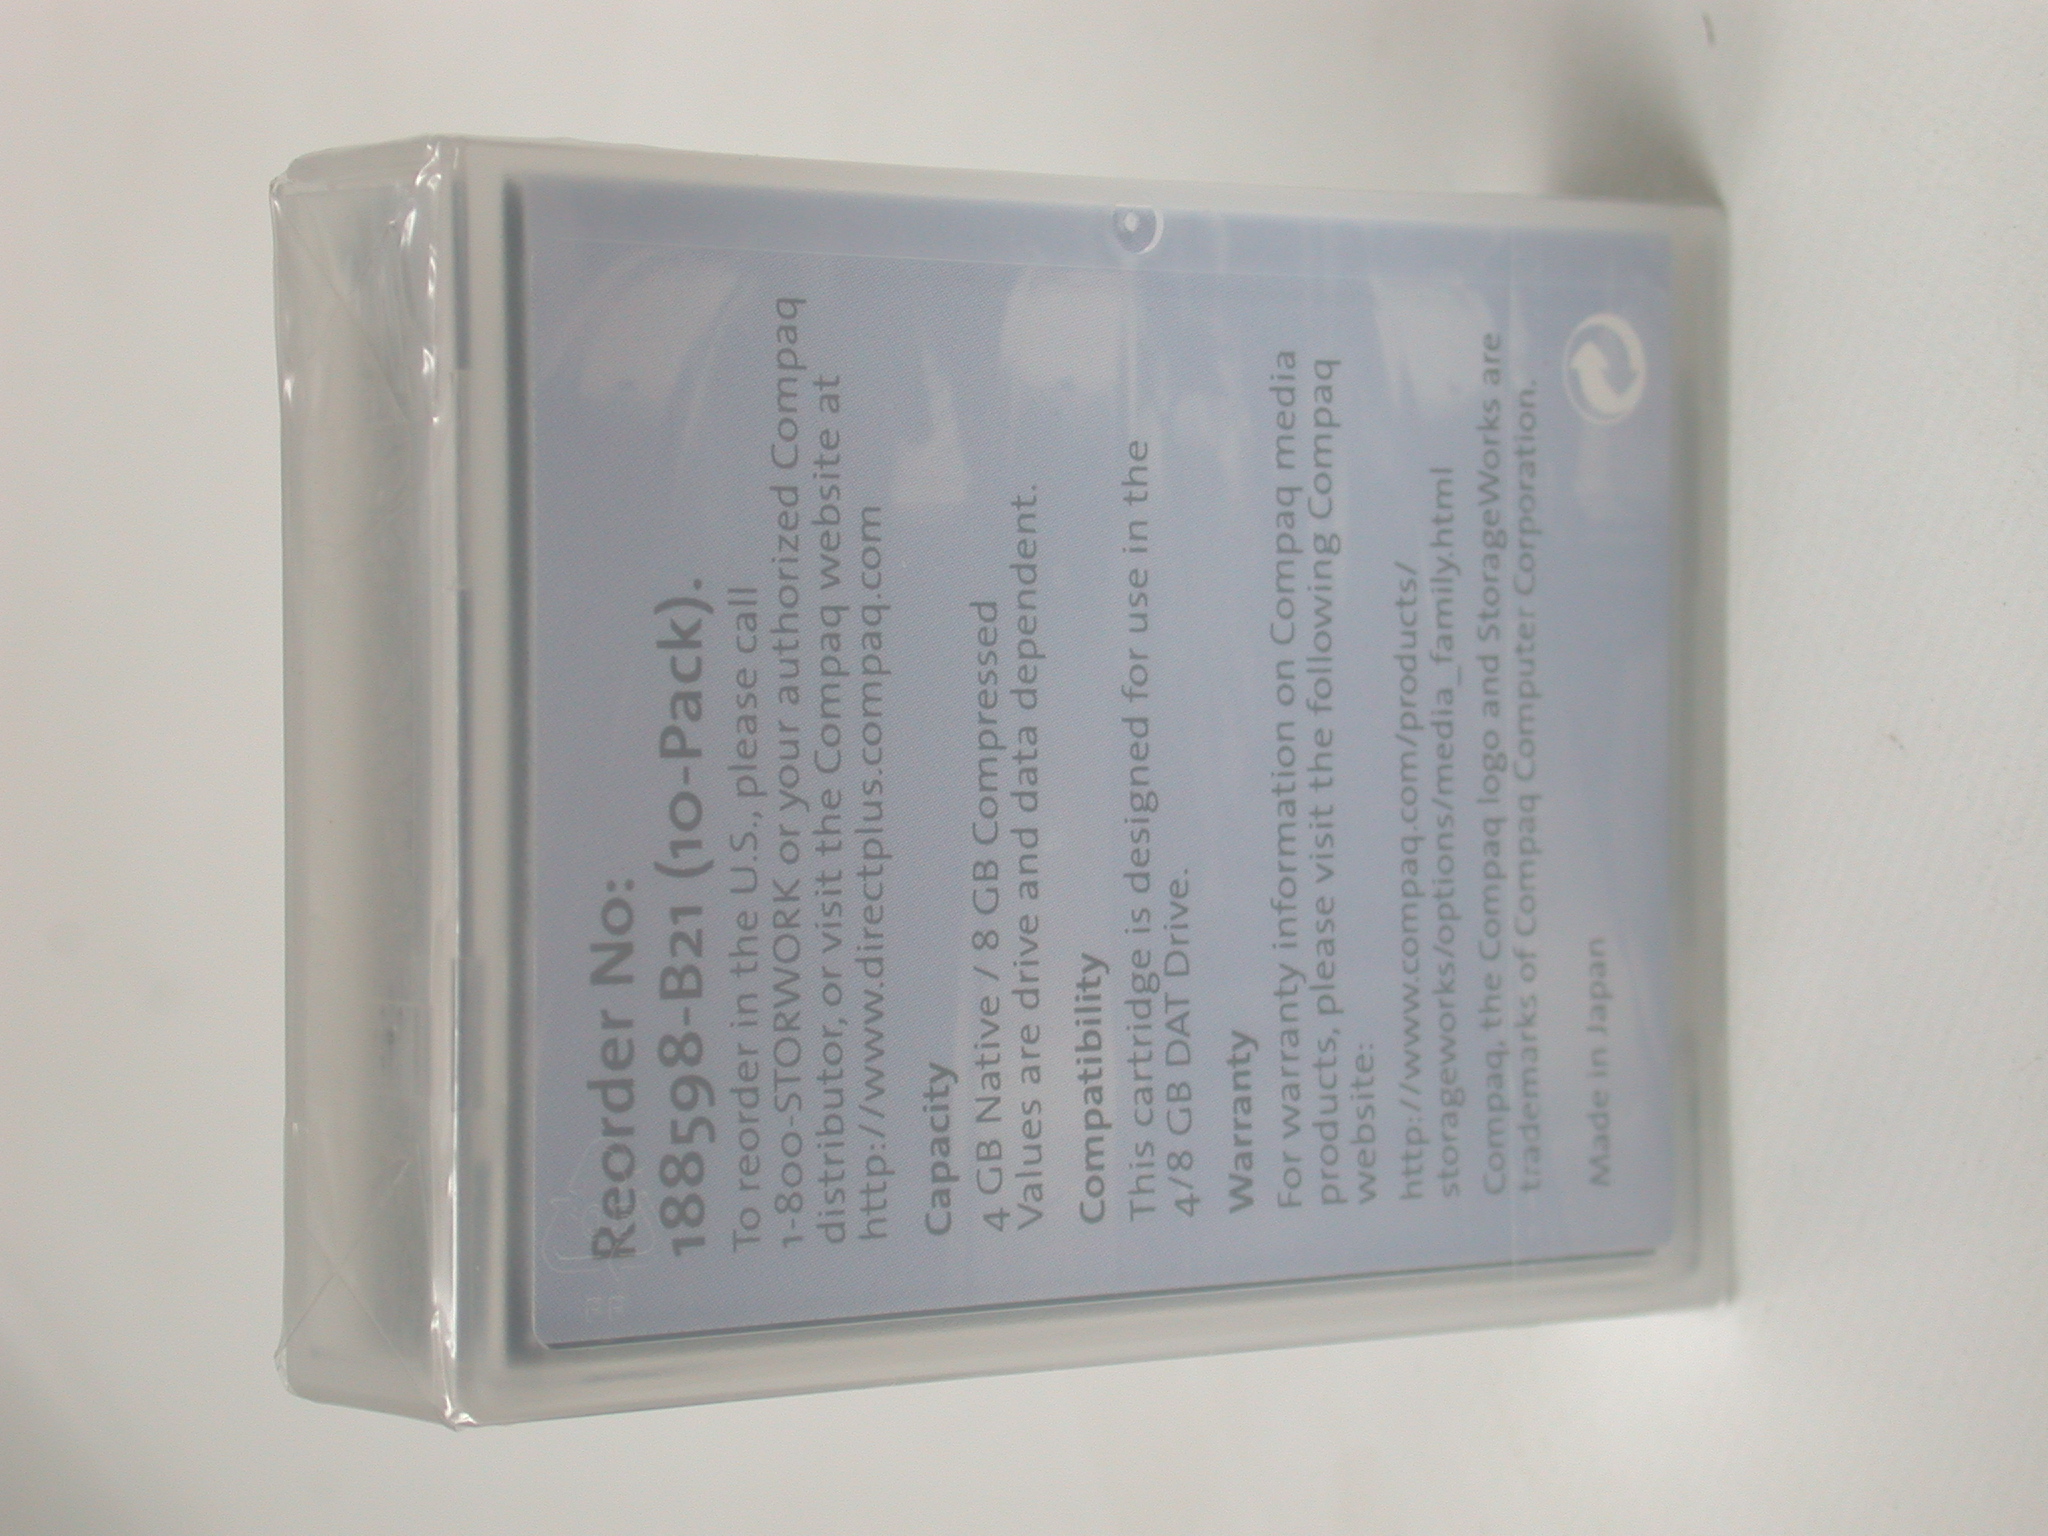 Reorder No:
188598-B21 (10-Pack).
To reorder in the U.S., please call
1-800-STORWORK or your authorized Compaq
distributor, or visit the Compaq website at
http://www.directplus.compaq.com
Capacity
4 GB Native / 8 GB Compressed
Values are drive and data dependent.
Compatibility
This cartridge is designed for use in the
4/8 GB DAT Drive.
Warranty
For warranty information on Compaq media
products, please visit the following Compaq
website:
http://www.compaq.com/products/
storageworks/options/media_family.html
Compaq, the Compaq logo and StorageWorks are
trademarks of Compaq Computer Corporation.
Made in Japan